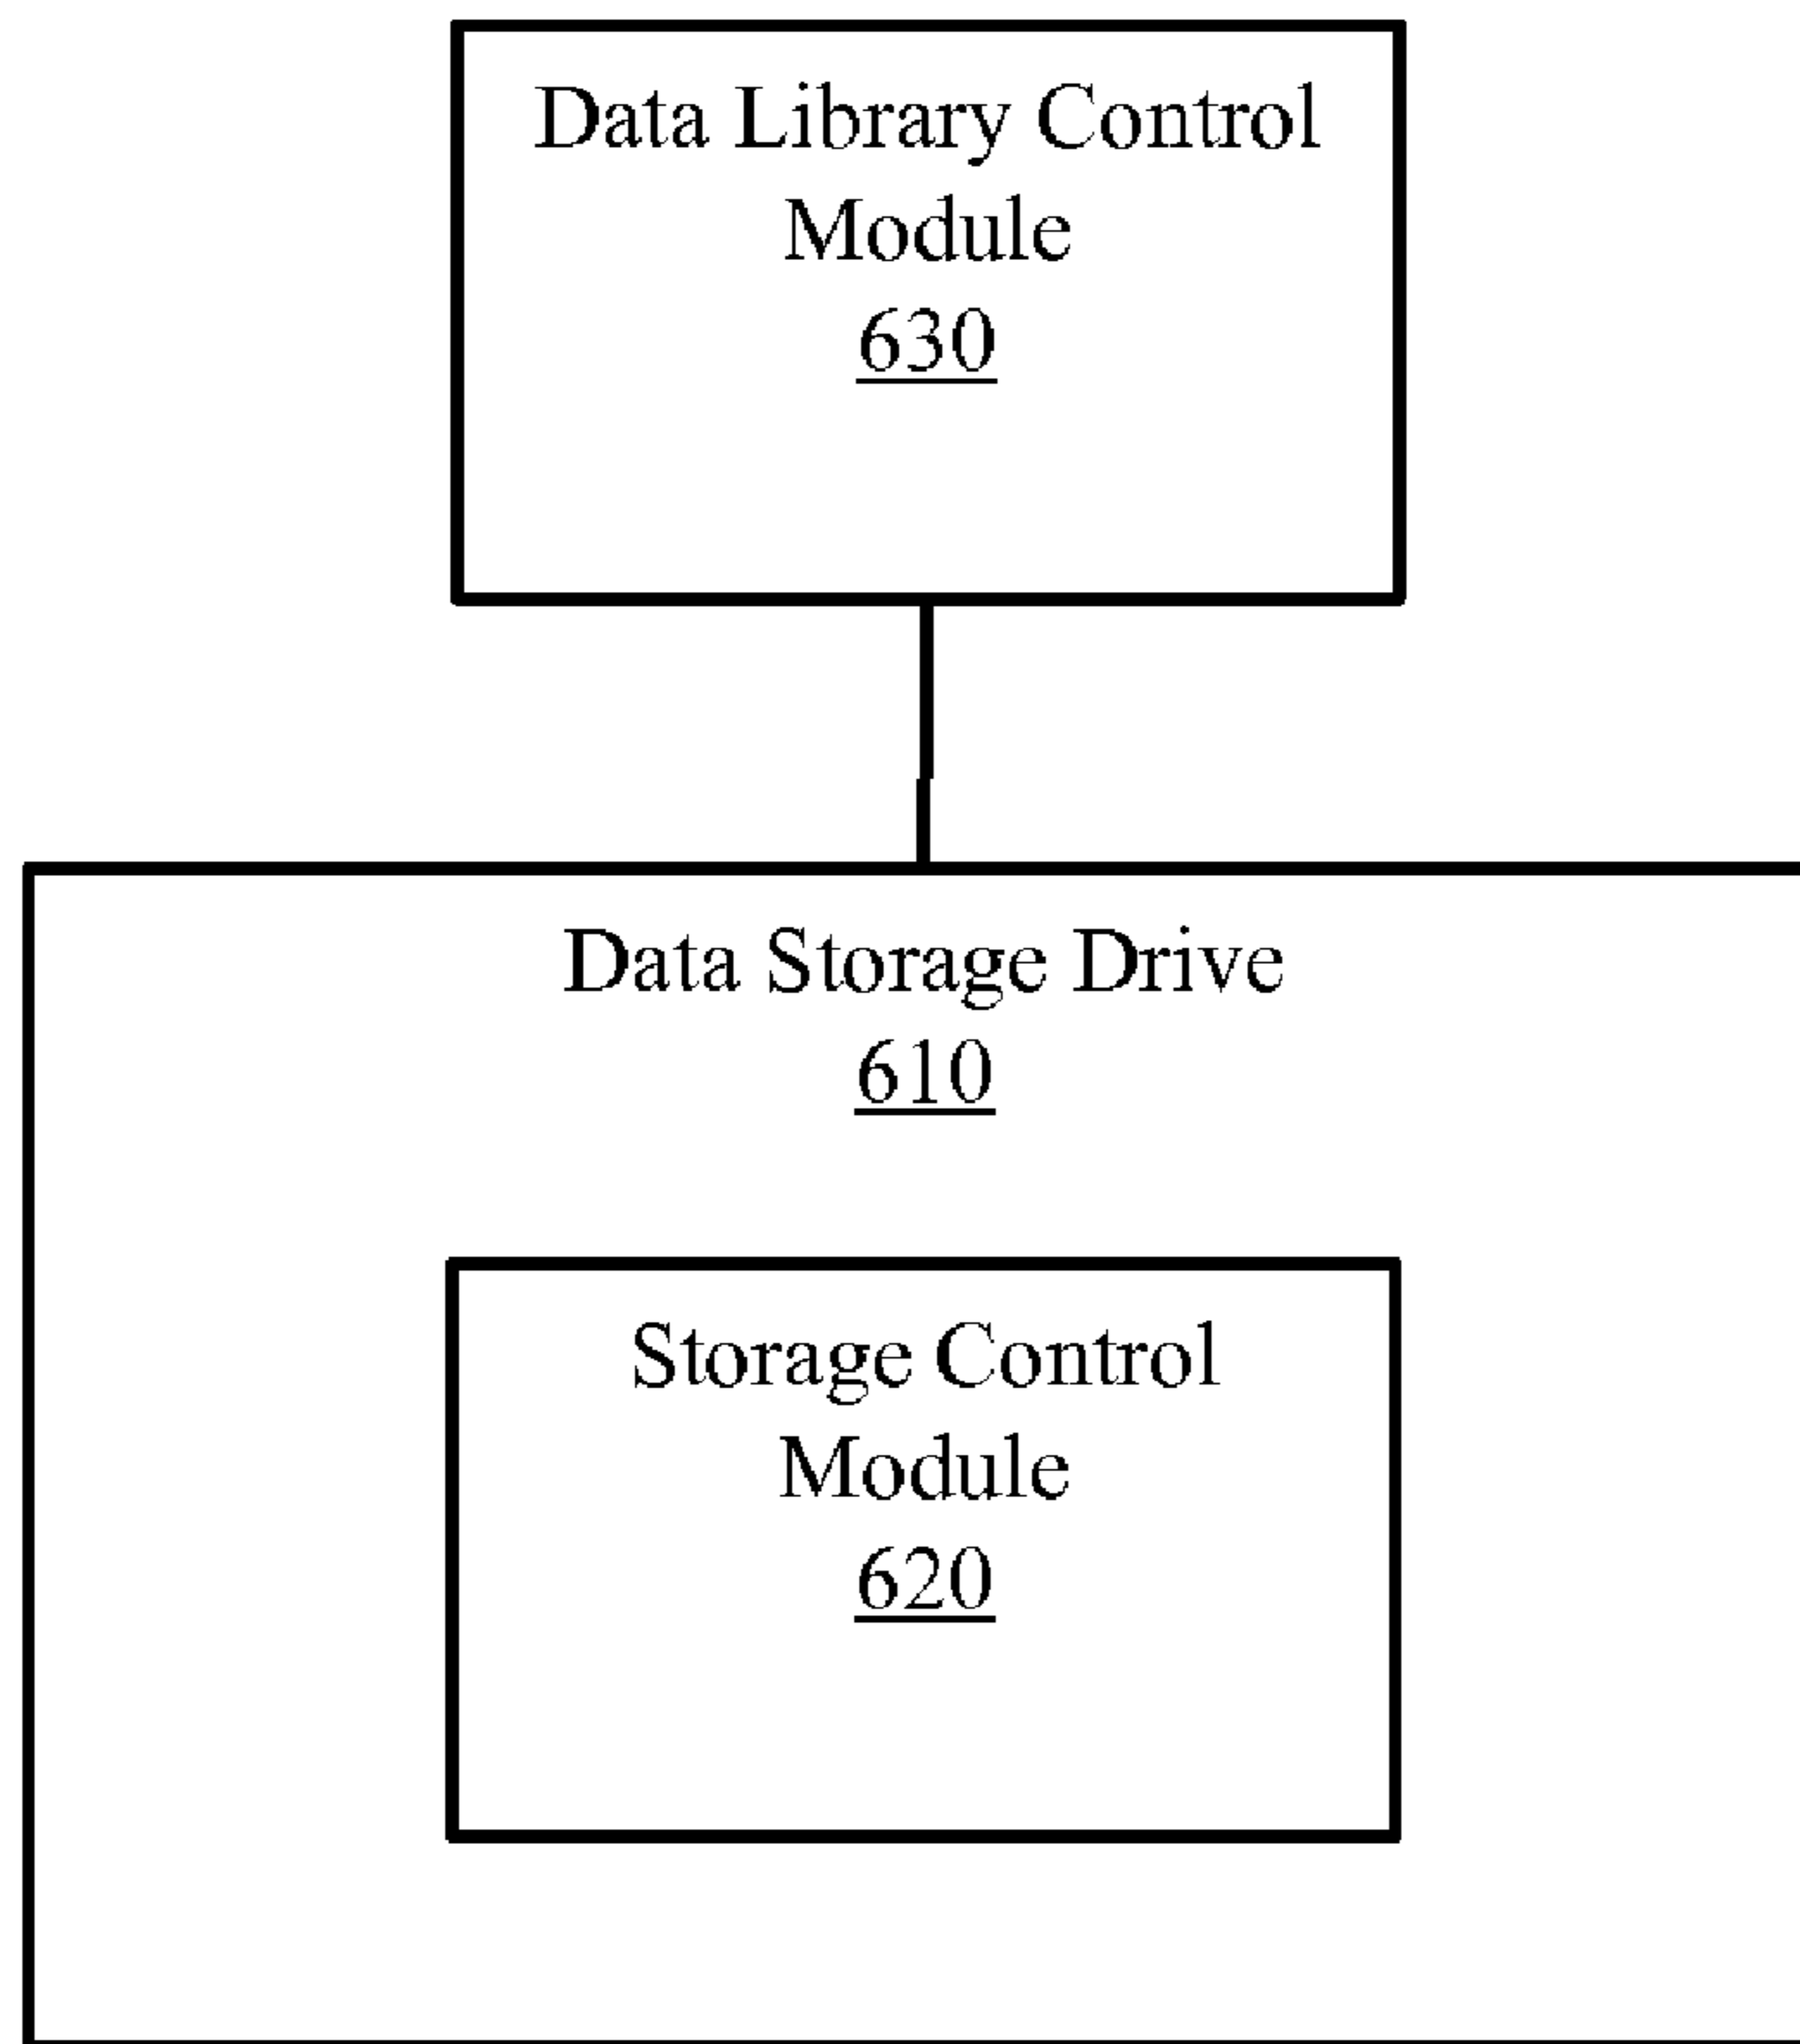 Data Library Control
Module
630
Data Storage Drive
610
Storage Control
Module
620